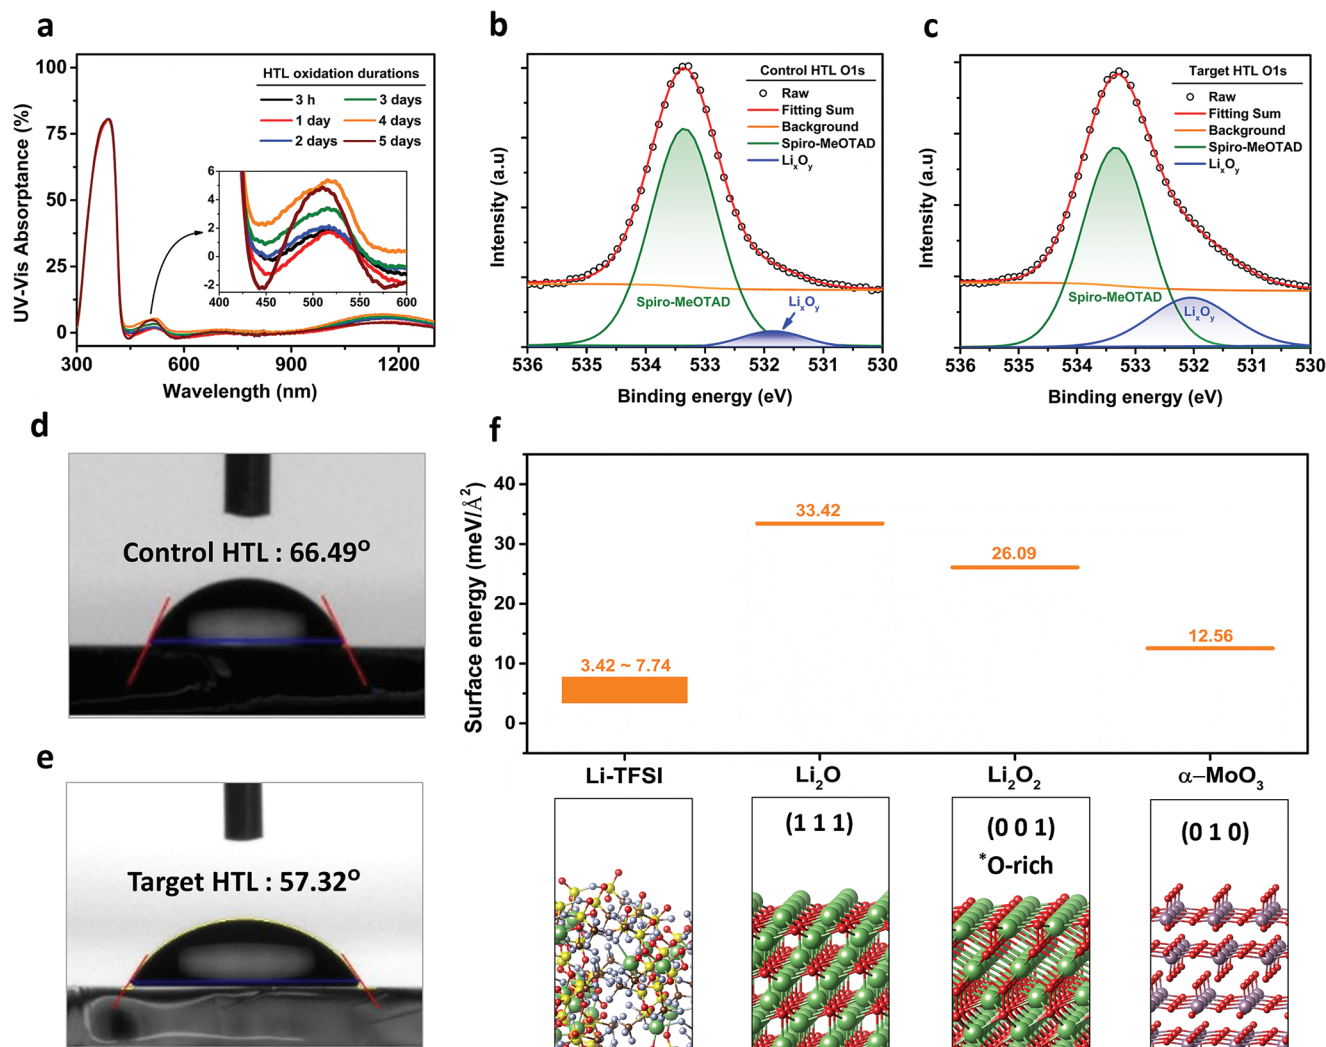 a
UV-Vis Absorptance (%)
100
75
50
25
0
300
600
900
1200
Wavelength (nm)
HTL oxidation durations
3 h
3 days
1 day
4 days
2 days
5 days
6
4
2
0
-2
400
450
500
550
600
b
Intensity (a.u)
Control HTL O1s
Raw
Fitting Sum
Background
Spiro-MeOTAD
LiₓOᵧ
Spiro-MeOTAD
LiₓOᵧ
536
535
534
533
532
531
530
Binding energy (eV)
c
Intensity (a.u)
Target HTL O1s
Raw
Fitting Sum
Background
Spiro-MeOTAD
LiₓOᵧ
Spiro-MeOTAD
LiₓOᵧ
536
535
534
533
532
531
530
Binding energy (eV)
d
Control HTL : 66.49°
e
Target HTL : 57.32°
f
Surface energy (meV/Å²)
40
30
20
10
0
3.42 ~ 7.74
33.42
26.09
12.56
Li-TFSI
Li₂O
Li₂O₂
α–MoO₃
(1 1 1)
(0 0 1)
*O-rich
(0 1 0)